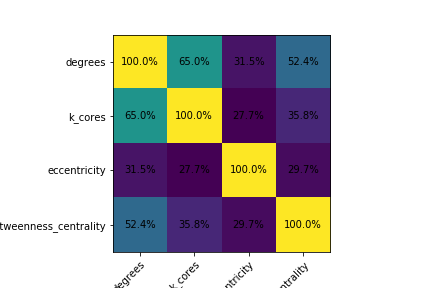 degrees 100.0% 65.0% 31.5% 52.4%
k_cores 65.0% 100.0% 27.7% 35.8%
eccentricity 31.5% 27.7% 100.0% 29.7%
tweenness_centrality 52.4% 35.8% 29.7% 100.0%
degrees k_cores ntricity ntrality